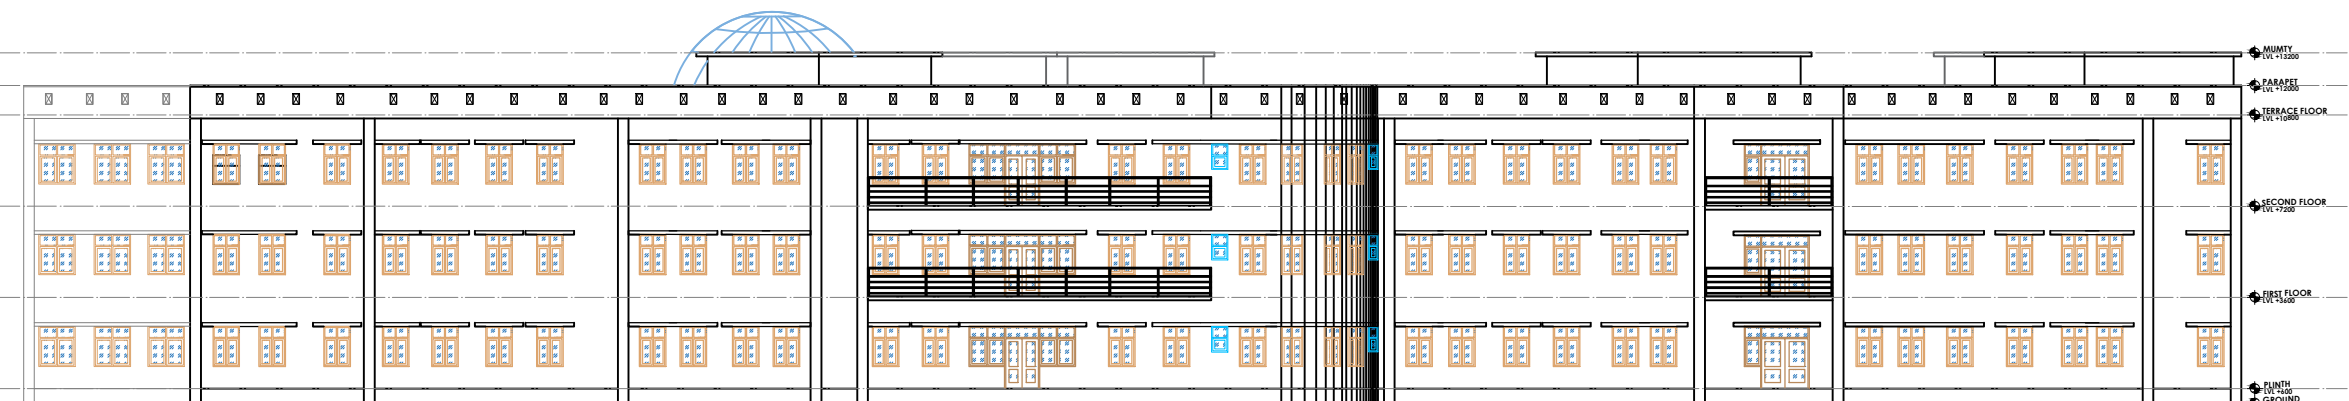 MUMTY
LVL +13200
PARAPET
LVL +12000
TERRACE FLOOR
LVL +10800
SECOND FLOOR
LVL +7200
FIRST FLOOR
LVL +3600
PLINTH
LVL +600
GROUND